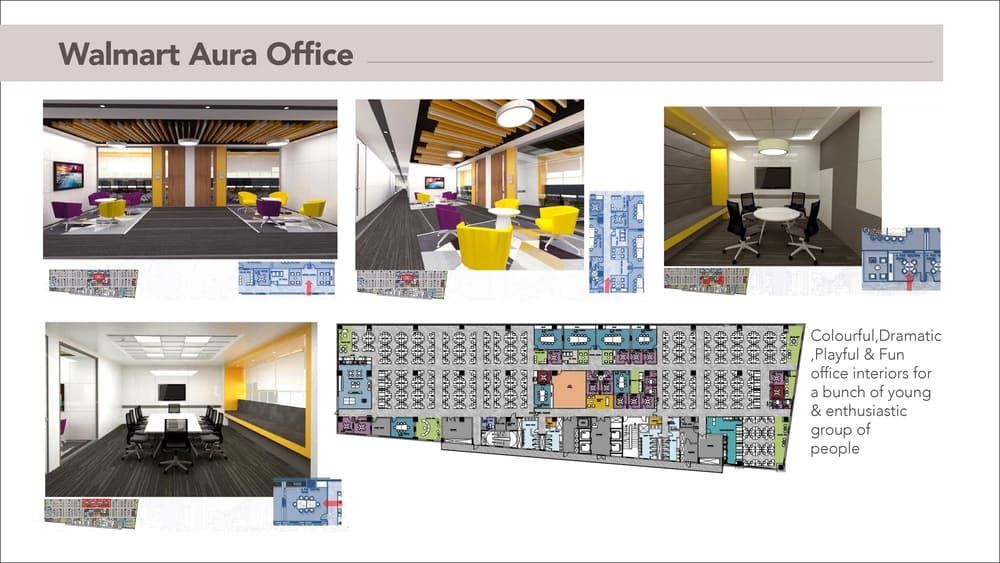 Walmart Aura Office
Colourful,Dramatic
,Playful & Fun
office interiors for
a bunch of young
& enthusiastic
group of
people